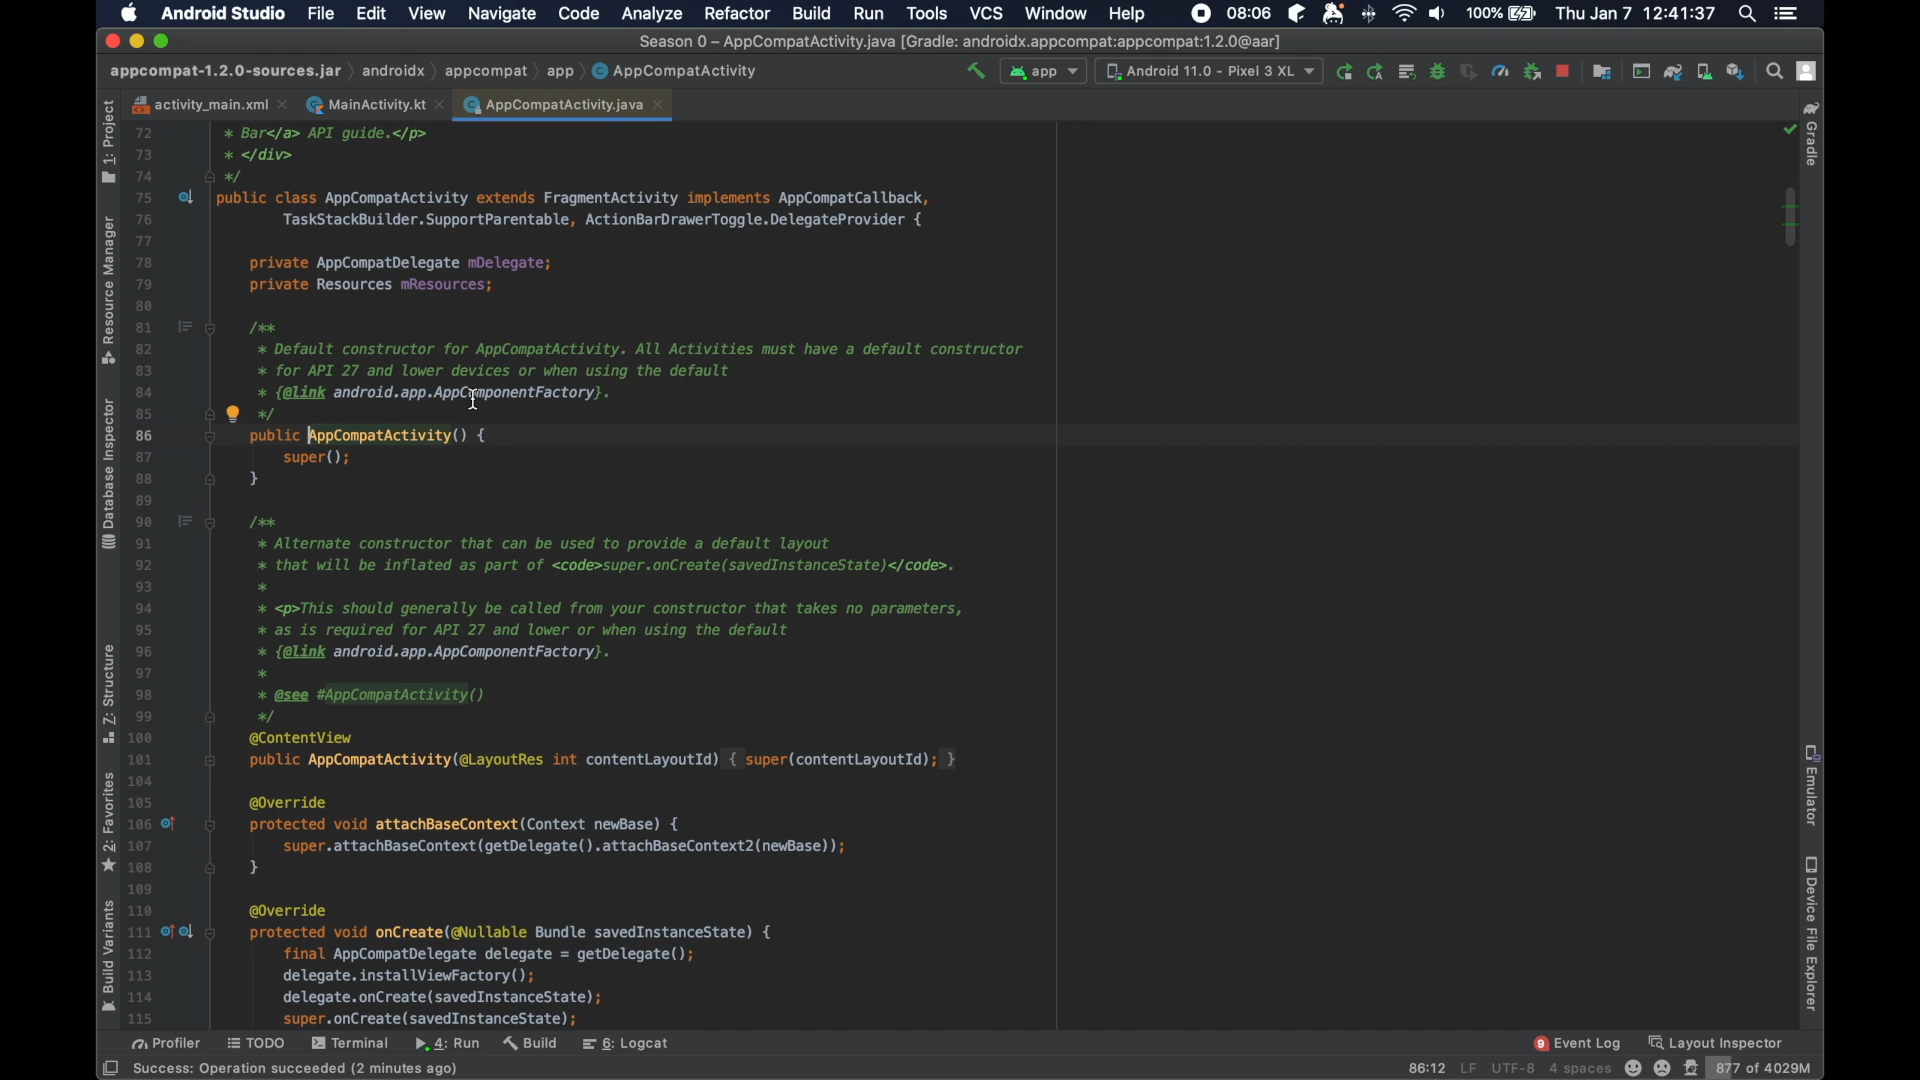 Android Studio File Edit View Navigate Code Analyze Refactor Build Run Tools VCS Window Help 08:06 100% Thu Jan 7 12:41:37
Season 0 – AppCompatActivity.java [Gradle: androidx.appcompat:appcompat:1.2.0@aar]
appcompat-1.2.0-sources.jar androidx appcompat app AppCompatActivity app Android 11.0 - Pixel 3 XL
activity_main.xml MainActivity.kt AppCompatActivity.java
72 * Bar</a> API guide.</p>
73 * </div>
74 */
75 public class AppCompatActivity extends FragmentActivity implements AppCompatCallback,
76 TaskStackBuilder.SupportParentable, ActionBarDrawerToggle.DelegateProvider {
77
78 private AppCompatDelegate mDelegate;
79 private Resources mResources;
80
81 /**
82 * Default constructor for AppCompatActivity. All Activities must have a default constructor
83 * for API 27 and lower devices or when using the default
84 * {@link android.app.AppComponentFactory}.
85 */
86 public AppCompatActivity() {
87 super();
88 }
89
90 /**
91 * Alternate constructor that can be used to provide a default layout
92 * that will be inflated as part of <code>super.onCreate(savedInstanceState)</code>.
93 *
94 * <p>This should generally be called from your constructor that takes no parameters,
95 * as is required for API 27 and lower or when using the default
96 * {@link android.app.AppComponentFactory}.
97 *
98 * @see #AppCompatActivity()
99 */
100 @ContentView
101 public AppCompatActivity(@LayoutRes int contentLayoutId) { super(contentLayoutId); }
104
105 @Override
106 protected void attachBaseContext(Context newBase) {
107 super.attachBaseContext(getDelegate().attachBaseContext2(newBase));
108 }
109
110 @Override
111 protected void onCreate(@Nullable Bundle savedInstanceState) {
112 final AppCompatDelegate delegate = getDelegate();
113 delegate.installViewFactory();
114 delegate.onCreate(savedInstanceState);
115 super.onCreate(savedInstanceState);
1: Project
Resource Manager
Database Inspector
Z: Structure
2: Favorites
Build Variants
Gradle
Emulator
Device File Explorer
Profiler TODO Terminal 4: Run Build 6: Logcat 9 Event Log Layout Inspector
Success: Operation succeeded (2 minutes ago) 86:12 LF UTF-8 4 spaces 877 of 4029M